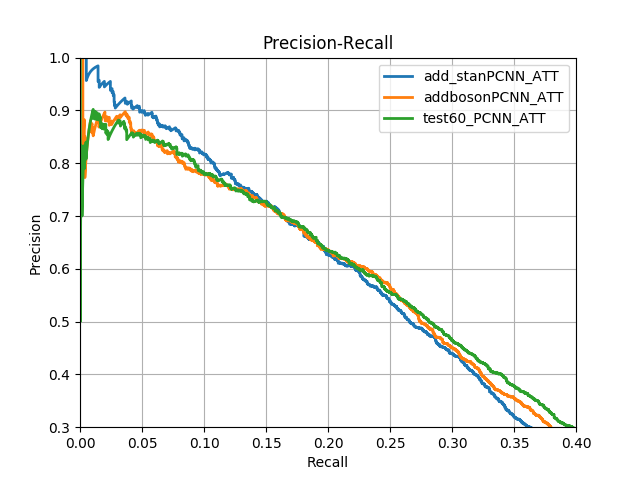 Precision-Recall
1.0
0.9
0.8
0.7
0.6
0.5
0.4
0.3
Precision
add_stanPCNN_ATT
addbosonPCNN_ATT
test60_PCNN_ATT
0.00 0.05 0.10 0.15 0.20 0.25 0.30 0.35 0.40
Recall